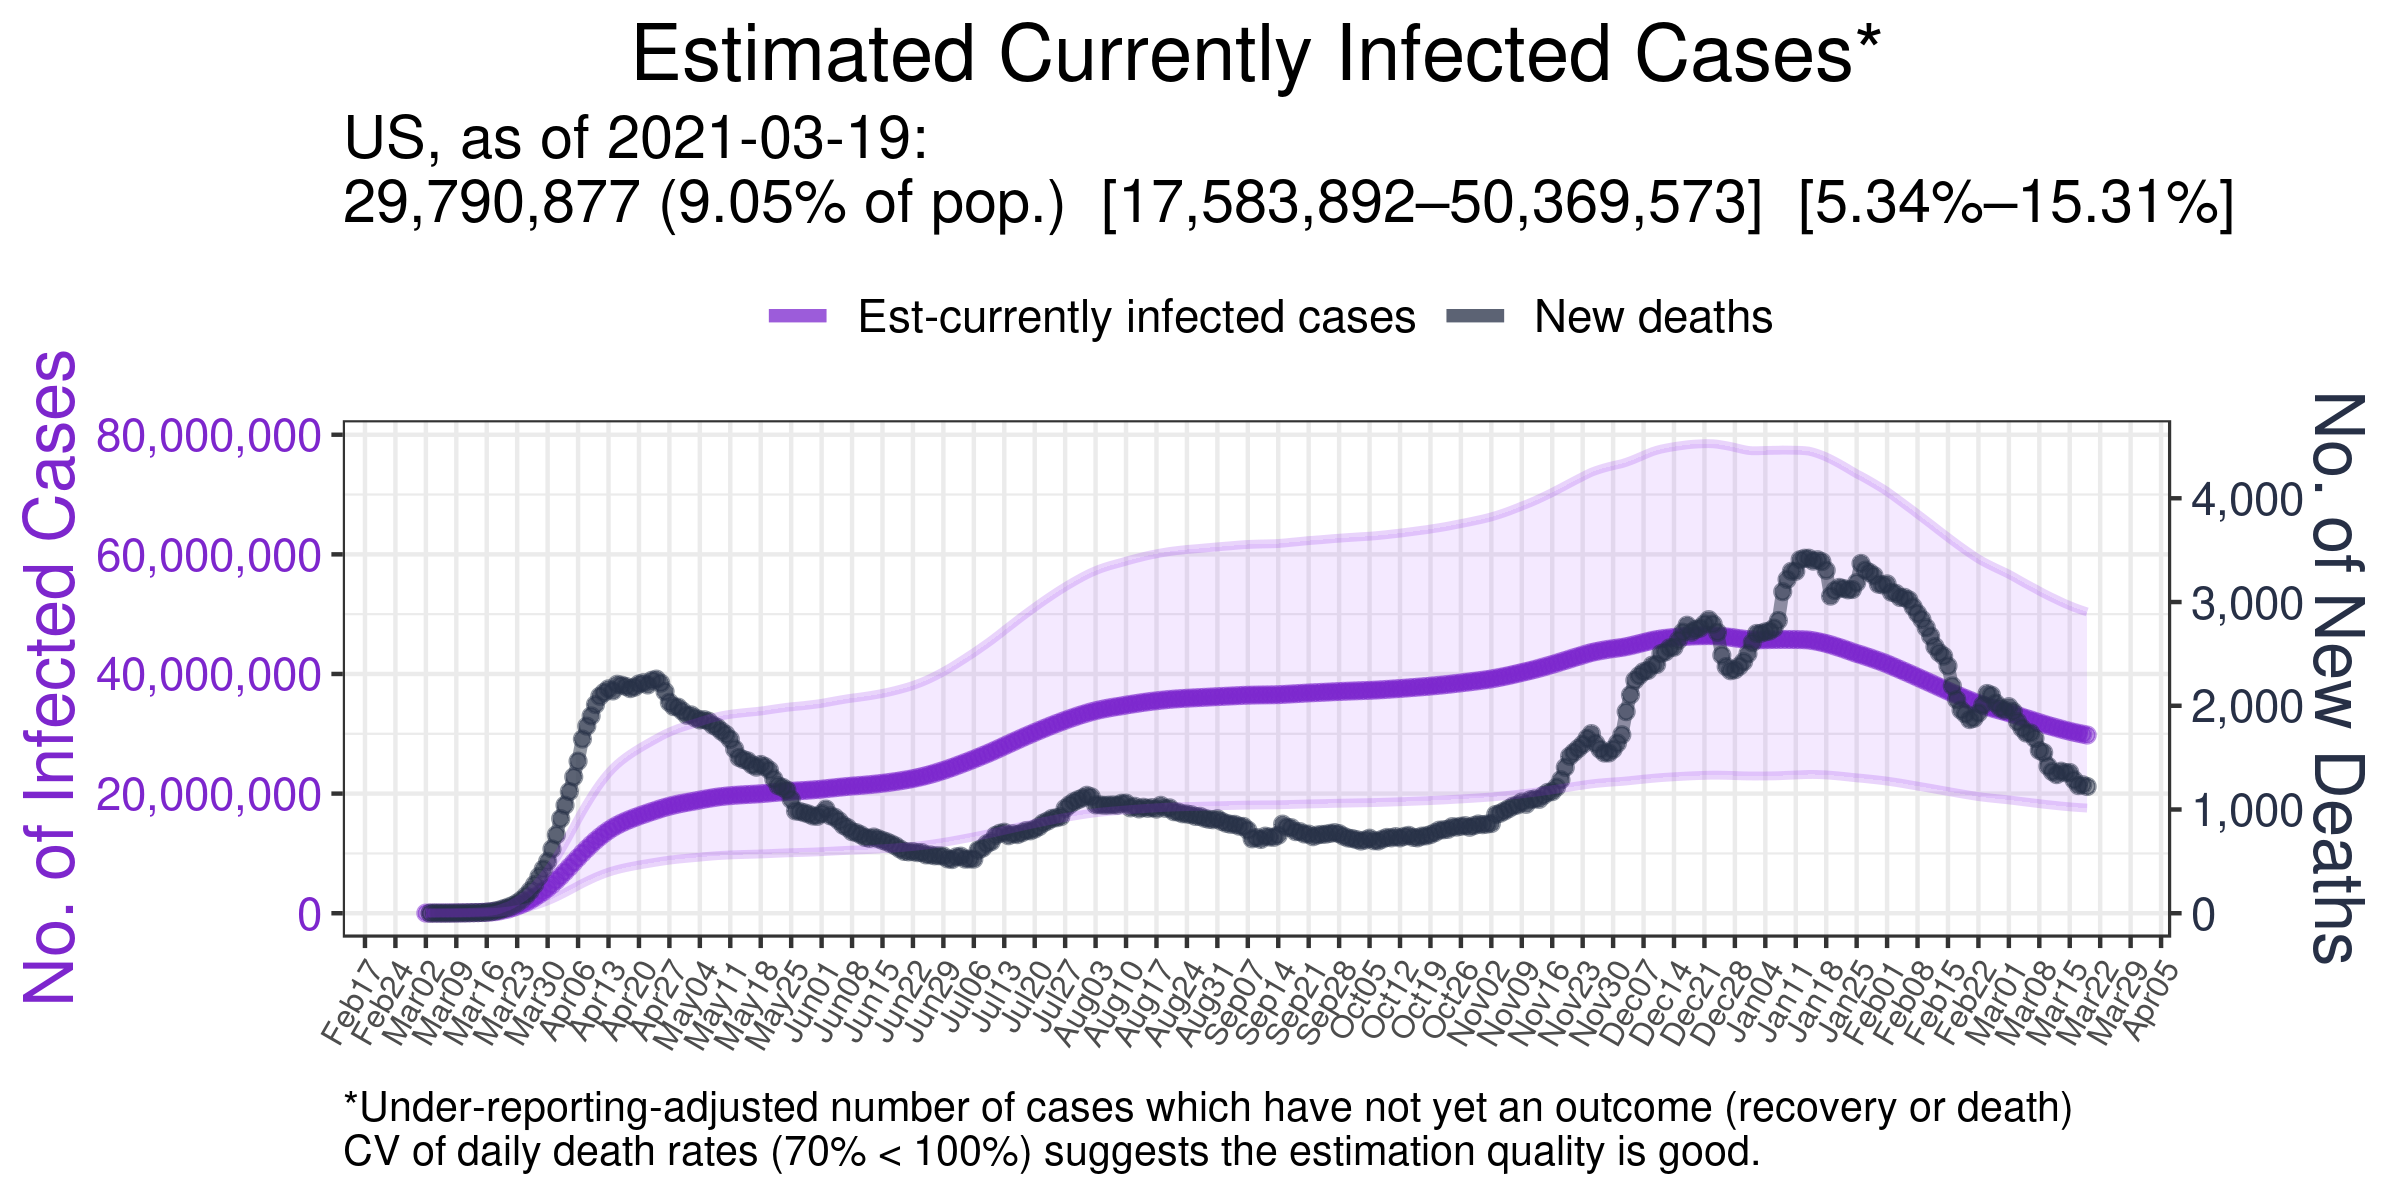 Estimated Currently Infected Cases*
US, as of 2021-03-19:
29,790,877 (9.05% of pop.) [17,583,892–50,369,573] [5.34%–15.31%]
Est-currently infected cases
New deaths
No. of Infected Cases
80,000,000
60,000,000
40,000,000
20,000,000
0
4,000
3,000
2,000
1,000
0
No. of New Deaths
Feb17
Feb24
Mar02
Mar09
Mar16
Mar23
Mar30
Apr06
Apr13
Apr20
Apr27
May04
May11
May18
May25
Jun01
Jun08
Jun15
Jun22
Jun29
Jul06
Jul13
Jul20
Jul27
Aug03
Aug10
Aug17
Aug24
Aug31
Sep07
Sep14
Sep21
Sep28
Oct05
Oct12
Oct19
Oct26
Nov02
Nov09
Nov16
Nov23
Nov30
Dec07
Dec14
Dec21
Dec28
Jan04
Jan11
Jan18
Jan25
Feb01
Feb08
Feb15
Feb22
Mar01
Mar08
Mar15
Mar22
Mar29
Apr05
*Under-reporting-adjusted number of cases which have not yet an outcome (recovery or death)
CV of daily death rates (70% < 100%) suggests the estimation quality is good.